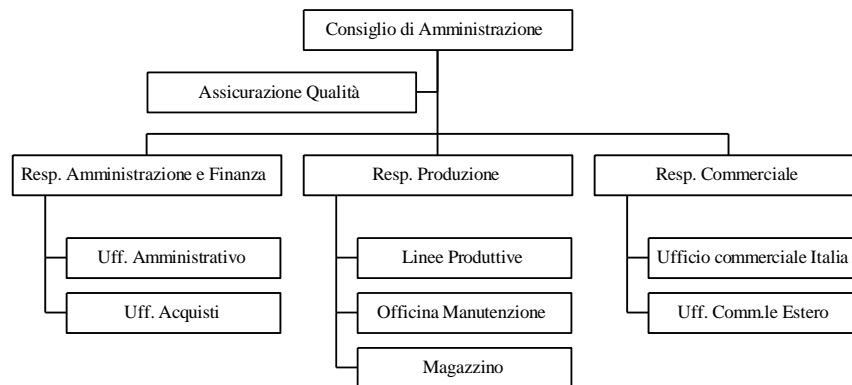 Consiglio di Amministrazione
Assicurazione Qualità
Resp. Amministrazione e Finanza
Resp. Produzione
Resp. Commerciale
Uff. Amministrativo
Linee Produttive
Ufficio commerciale Italia
Uff. Acquisti
Officina Manutenzione
Uff. Comm.le Estero
Magazzino